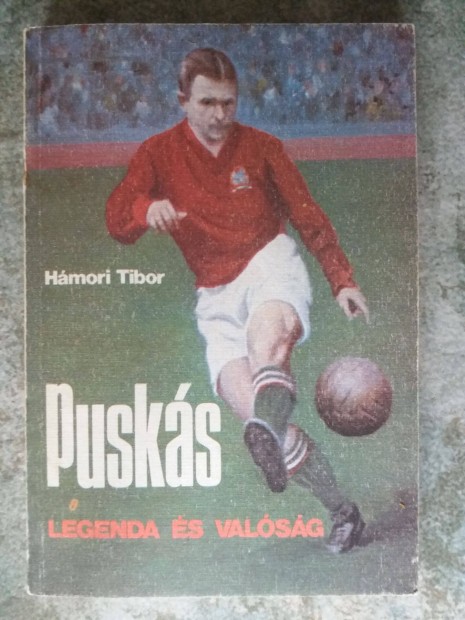 Hámori Tibor
Puskás
LEGENDA ÉS VALÓSÁG